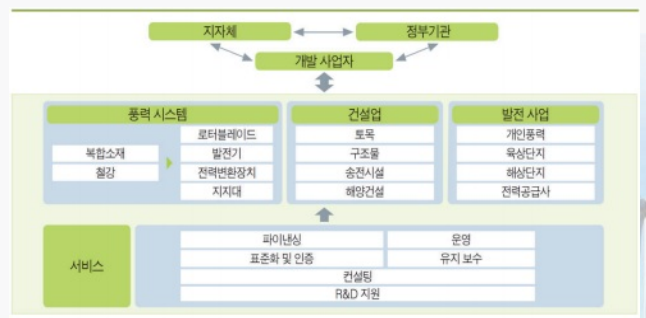 지자체
정부기관
개발 사업자
풍력 시스템
복합소재
철강
로터블레이드
발전기
전력변환장치
지지대
건설업
토목
구조물
송전시설
해양건설
발전 사업
개인풍력
육상단지
해상단지
전력공급사
서비스
파이낸싱
운영
표준화 및 인증
유지 보수
컨설팅
R&D 지원